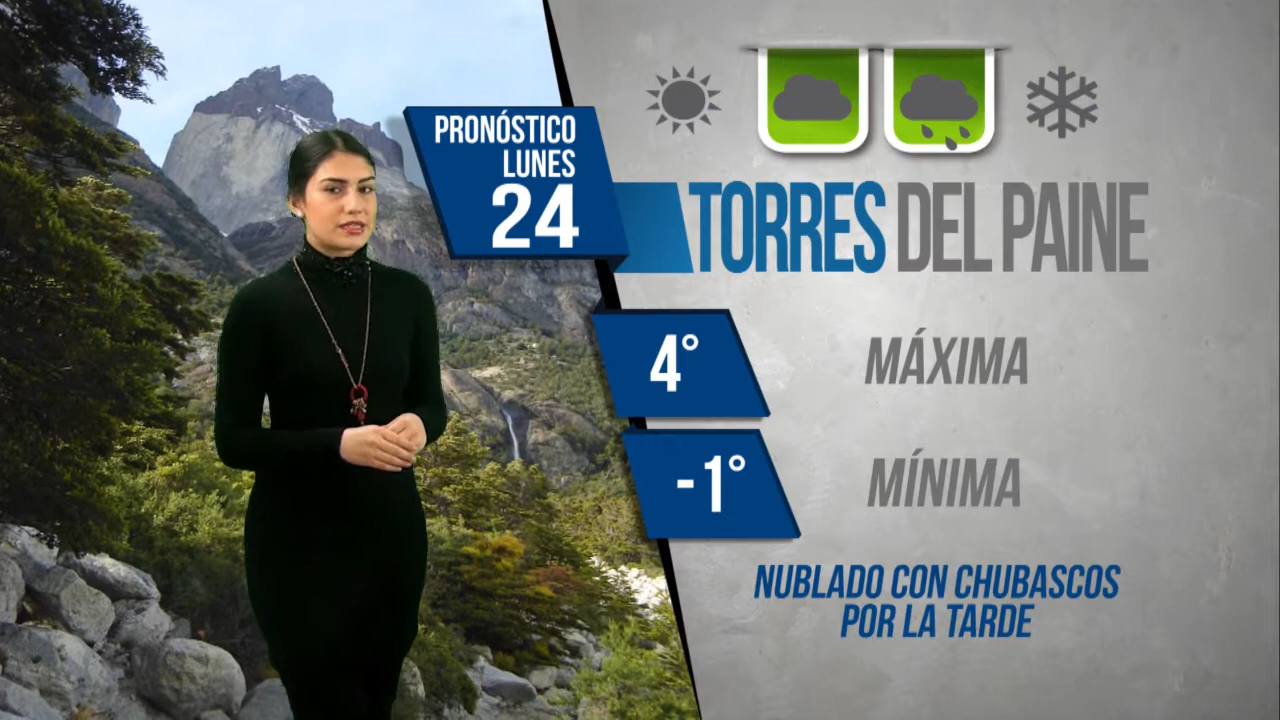 PRONÓSTICO
LUNES
24
TORRES DEL PAINE
4° MÁXIMA
-1° MÍNIMA
NUBLADO CON CHUBASCOS
POR LA TARDE